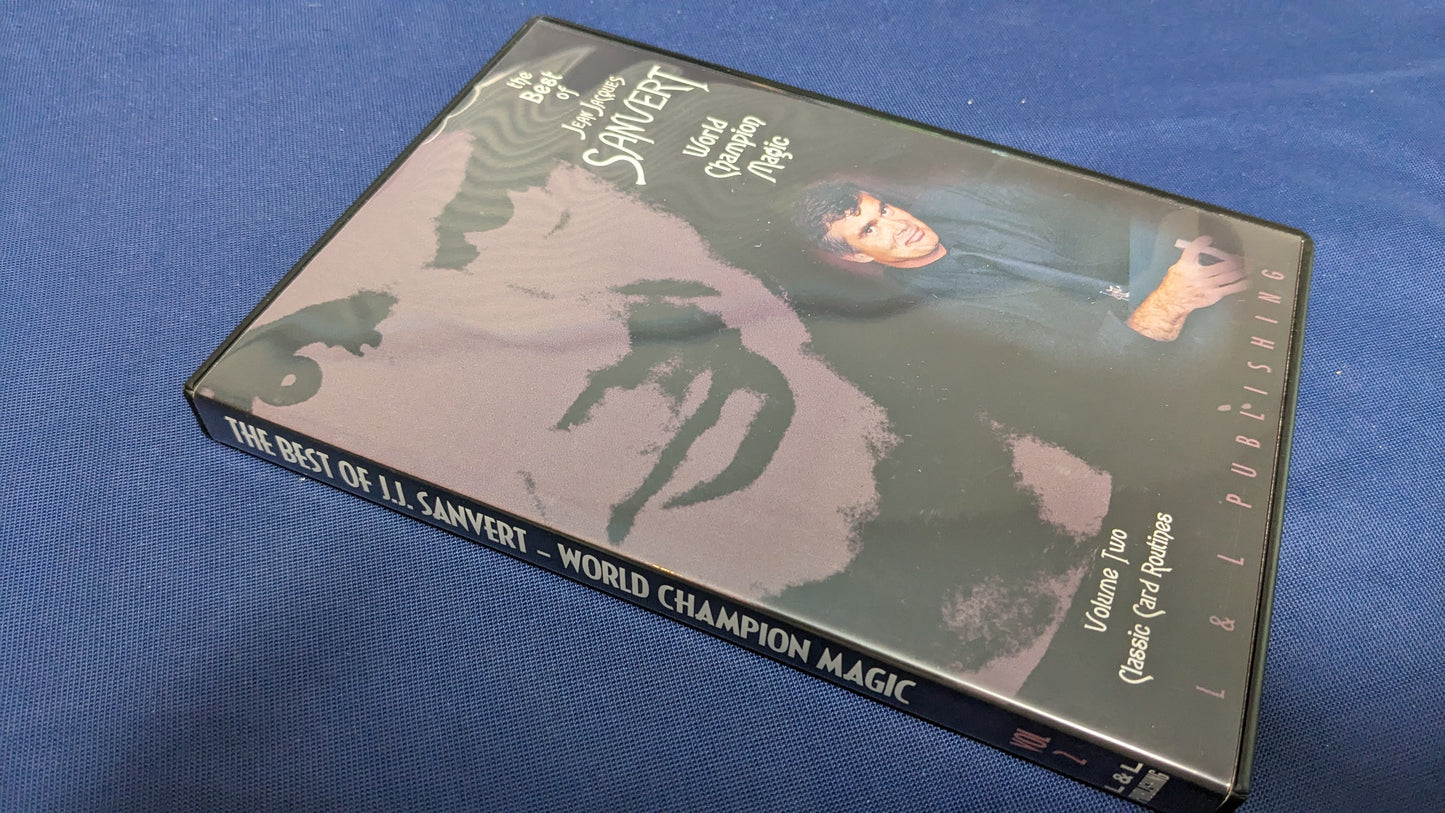 the
Best
of
JEAN JACQUES
SANVERT
World
Champion
Magic
Volume Two
Classic Card Routines
L & L PUBLISHING
THE BEST OF J.J. SANVERT – WORLD CHAMPION MAGIC
VOL
2
L & L
PUBLISHING